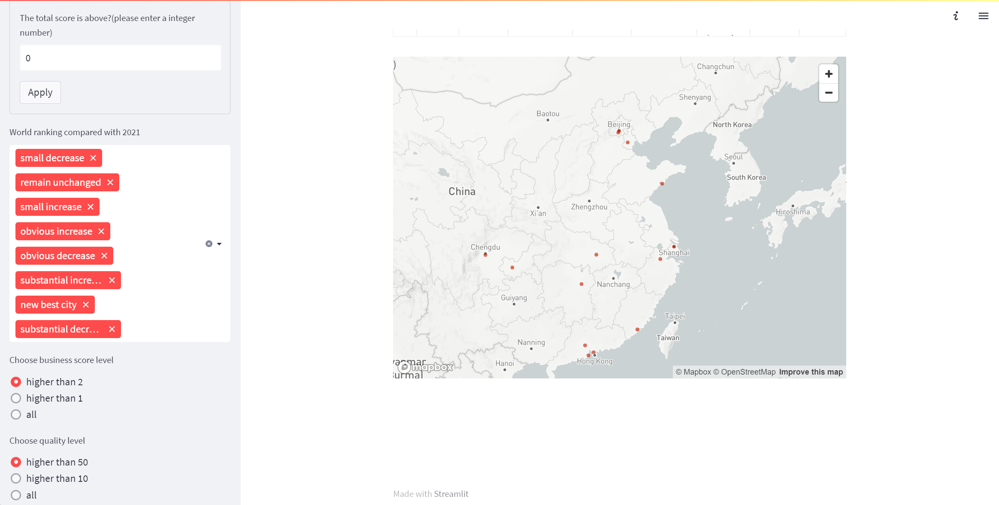 The total score is above?(please enter a integer
number)
0
Apply
World ranking compared with 2021
small decrease
remain unchanged
small increase
obvious increase
obvious decrease
substantial incre...
new best city
substantial decr...
Choose business score level
higher than 2
higher than 1
all
Choose quality level
higher than 50
higher than 10
all
)
Changchun
Shenyang
Baotou
Beijing
North Korea
Seoul
South Korea
China
Zhengzhou
Xi'an
Hiroshima
Chengdu
Shanghai
Nanchang
Guiyang
Taipei
Taiwan
Nanning
Hong Kong
Hanoi
yanmar
Burma)
mapbox
© Mapbox © OpenStreetMap Improve this map
Made with Streamlit